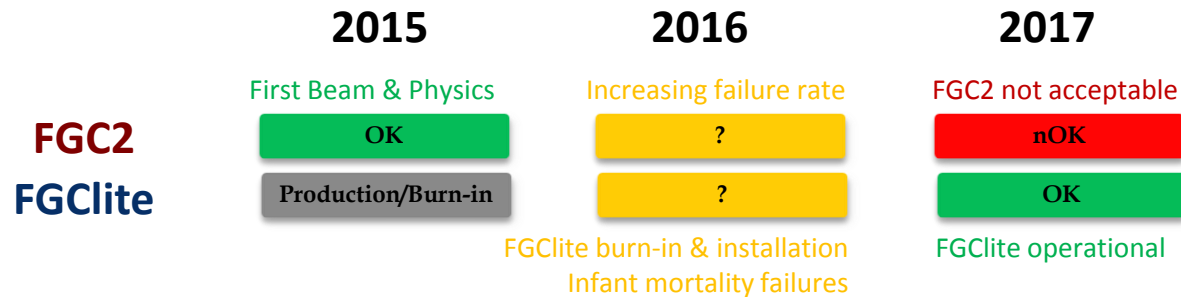 2015 2016 2017
First Beam & Physics Increasing failure rate FGC2 not acceptable
FGC2 OK ? nOK
FGClite Production/Burn-in ? OK
FGClite burn-in & installation FGClite operational
Infant mortality failures